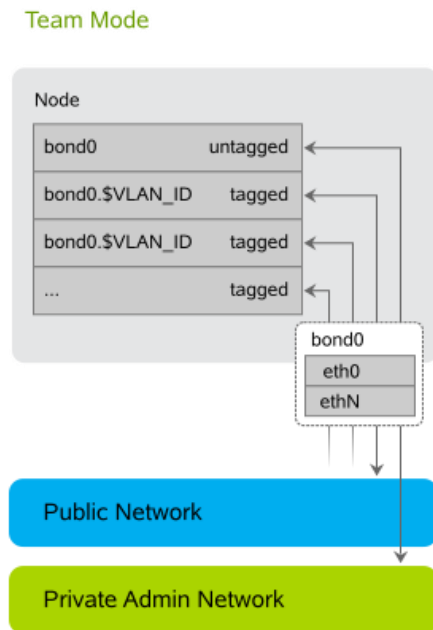 Team Mode
Node
bond0 untagged
bond0.$VLAN_ID tagged
bond0.$VLAN_ID tagged
... tagged
bond0
eth0
ethN
Public Network
Private Admin Network